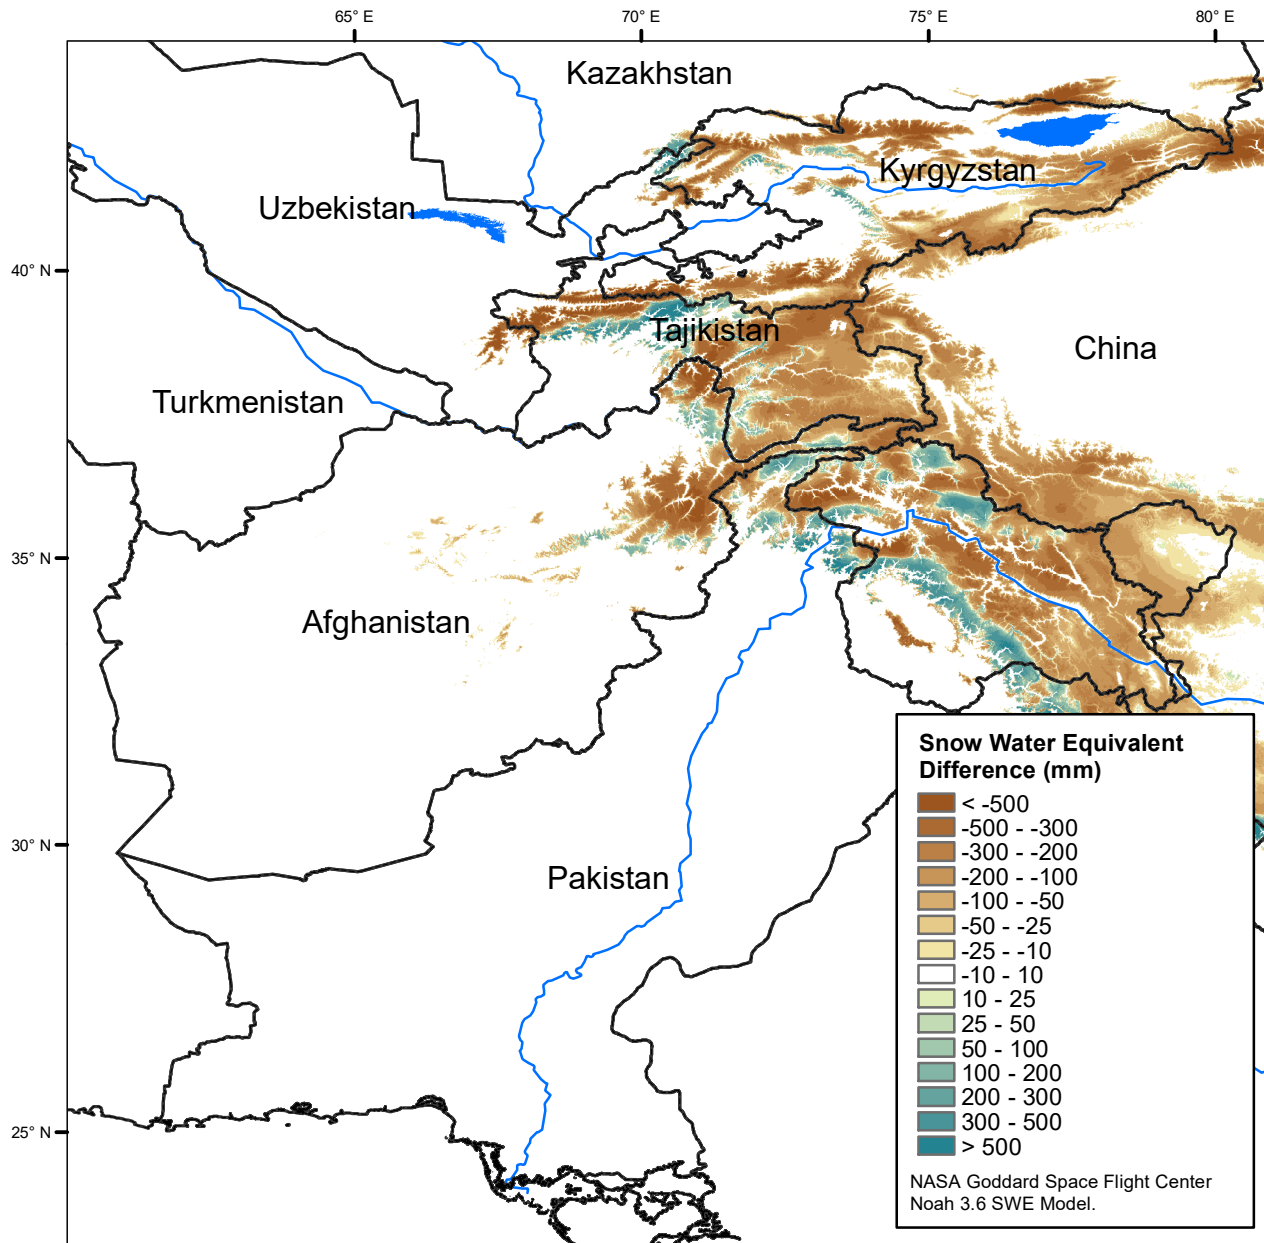 65° E
70° E
75° E
80° E
Kazakhstan
Kyrgyzstan
Uzbekistan
40° N
Tajikistan
China
Turkmenistan
35° N
Afghanistan
Snow Water Equivalent
Difference (mm)
< -500
-500 - -300
-300 - -200
-200 - -100
-100 - -50
-50 - -25
-25 - -10
-10 - 10
10 - 25
25 - 50
50 - 100
100 - 200
200 - 300
300 - 500
> 500
NASA Goddard Space Flight Center
Noah 3.6 SWE Model.
30° N
Pakistan
25° N